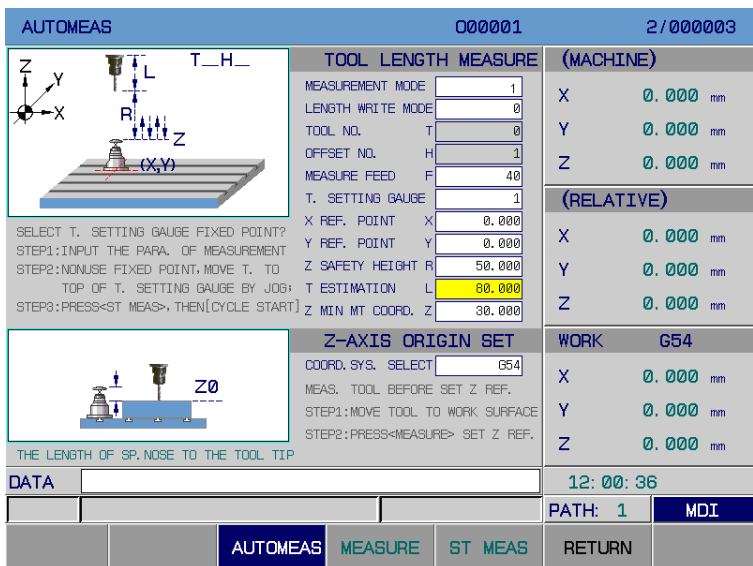 AUTOMEAS O00001 2/000003
T__H__
Z
Y
X
L
R
Z
(X,Y)
SELECT T. SETTING GAUGE FIXED POINT?
STEP1:INPUT THE PARA. OF MEASUREMENT
STEP2:NONUSE FIXED POINT,MOVE T. TO
TOP OF T. SETTING GAUGE BY JOG;
STEP3:PRESS<ST MEAS>,THEN[CYCLE START]
TOOL LENGTH MEASURE
MEASUREMENT MODE 1
LENGTH WRITE MODE 0
TOOL NO. T 0
OFFSET NO. H 1
MEASURE FEED F 40
T. SETTING GAUGE 1
X REF. POINT X 0.000
Y REF. POINT Y 0.000
Z SAFETY HEIGHT R 50.000
T ESTIMATION L 80.000
Z MIN MT COORD. Z 30.000
(MACHINE)
X 0.000 mm
Y 0.000 mm
Z 0.000 mm
(RELATIVE)
X 0.000 mm
Y 0.000 mm
Z 0.000 mm
Z0
THE LENGTH OF SP.NOSE TO THE TOOL TIP
Z-AXIS ORIGIN SET
COORD.SYS. SELECT G54
MEAS. TOOL BEFORE SET Z REF.
STEP1:MOVE TOOL TO WORK SURFACE
STEP2:PRESS<MEASURE> SET Z REF.
WORK G54
X 0.000 mm
Y 0.000 mm
Z 0.000 mm
DATA
12:00:36
PATH: 1 MDI
AUTOMEAS MEASURE ST MEAS RETURN